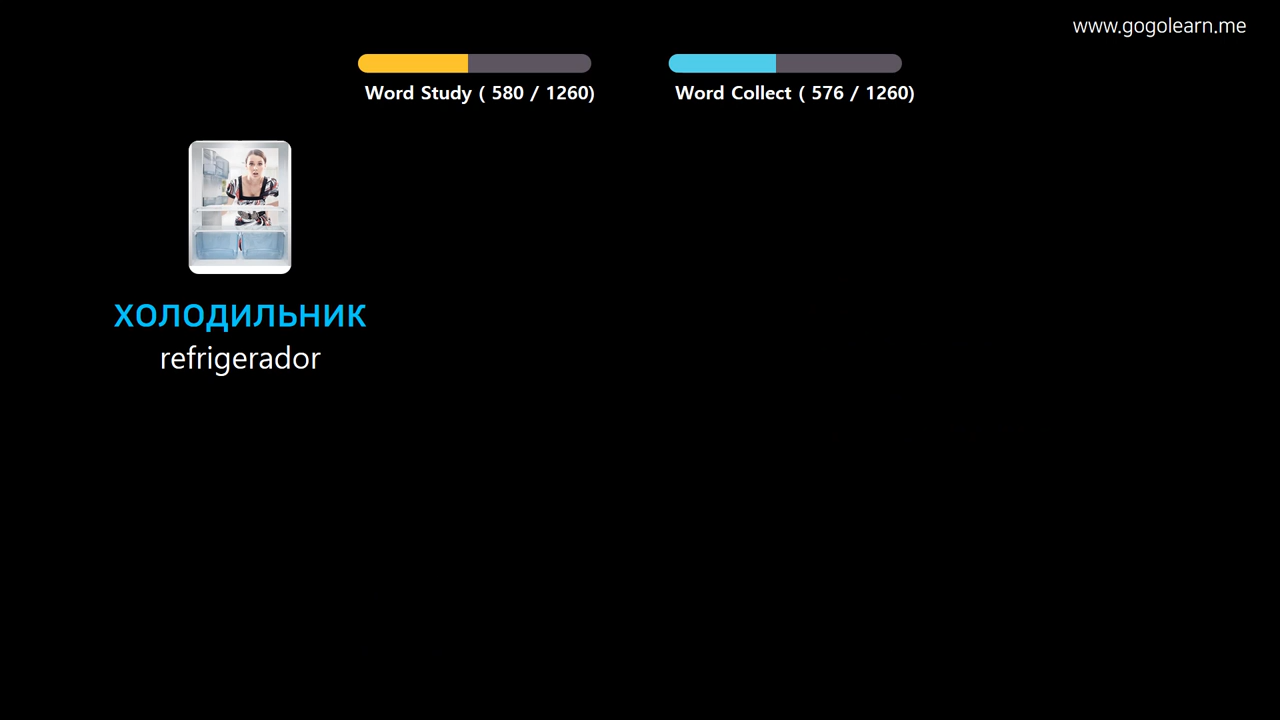 www.gogolearn.me
Word Study ( 580 / 1260)
Word Collect ( 576 / 1260)
холодильник
refrigerador